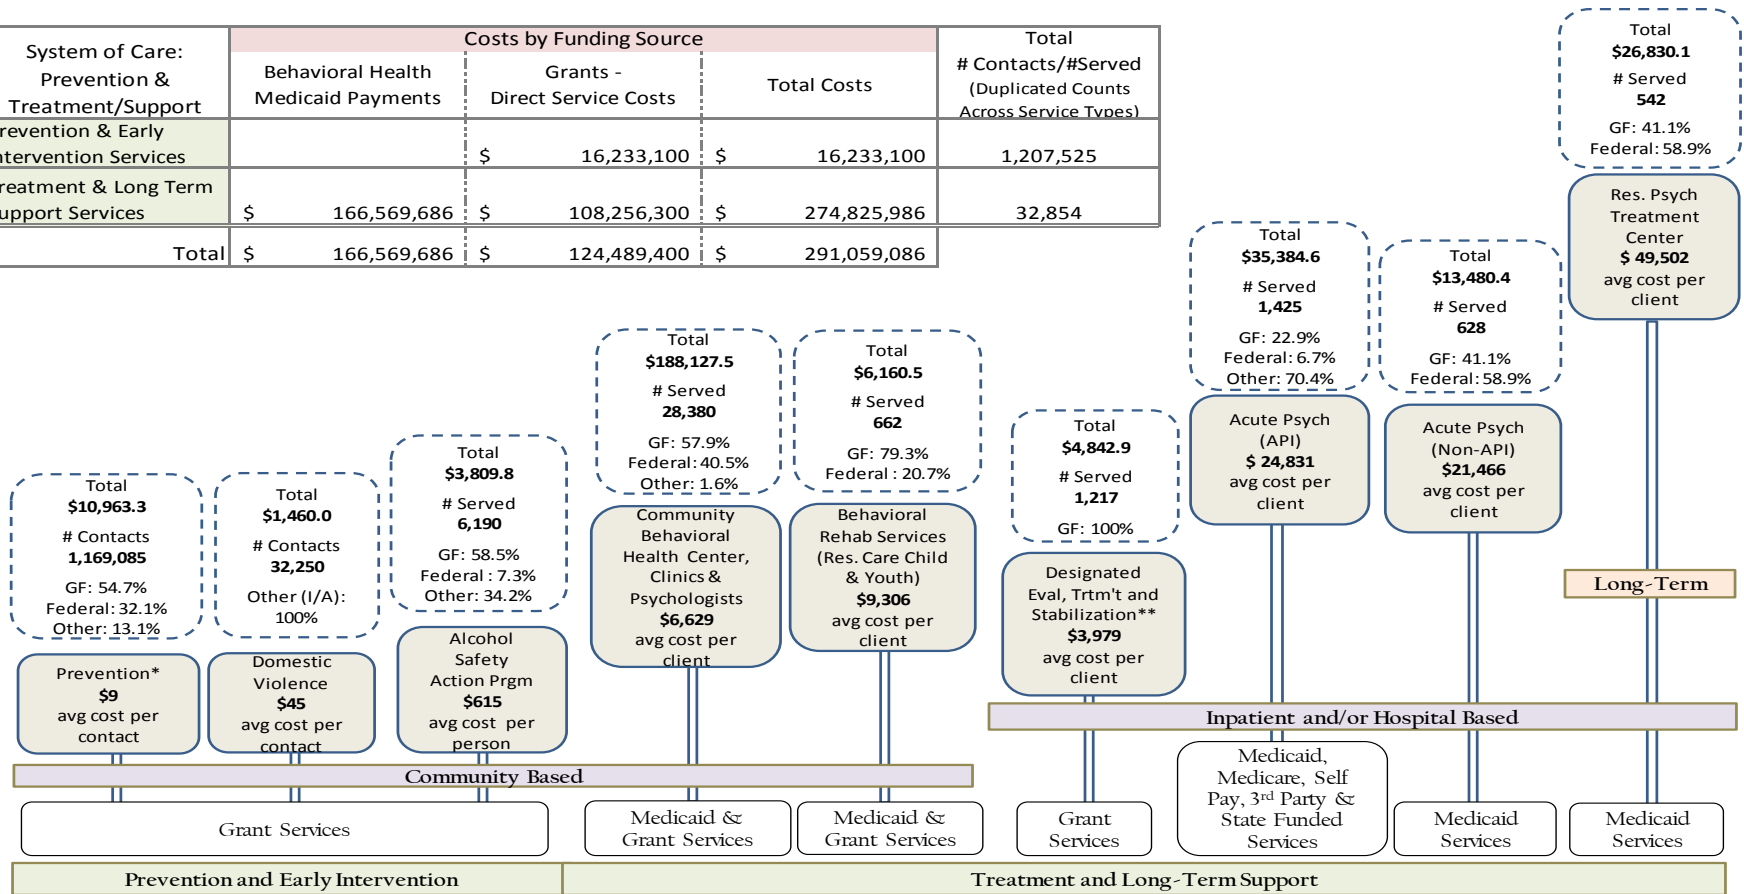 System of Care:
Prevention &
Treatment/Support
Costs by Funding Source
Behavioral Health
Medicaid Payments
Grants -
Direct Service Costs
Total Costs
Total
# Contacts/#Served
(Duplicated Counts
Across Service Types)
revention & Early
ntervention Services
$ 16,233,100 $ 16,233,100 1,207,525
reatment & Long Term
upport Services
$ 166,569,686 $ 108,256,300 $ 274,825,986 32,854
Total $ 166,569,686 $ 124,489,400 $ 291,059,086
Total
$10,963.3
# Contacts
1,169,085
GF: 54.7%
Federal: 32.1%
Other: 13.1%
Prevention*
$9
avg cost per
contact
Total
$1,460.0
# Contacts
32,250
Other (I/A):
100%
Domestic
Violence
$45
avg cost per
contact
Total
$3,809.8
# Served
6,190
GF: 58.5%
Federal : 7.3%
Other: 34.2%
Alcohol
Safety
Action Prgm
$615
avg cost per
person
Total
$188,127.5
# Served
28,380
GF: 57.9%
Federal: 40.5%
Other: 1.6%
Community
Behavioral
Health Center,
Clinics &
Psychologists
$6,629
avg cost per
client
Total
$6,160.5
# Served
662
GF: 79.3%
Federal : 20.7%
Behavioral
Rehab Services
(Res. Care Child
& Youth)
$9,306
avg cost per
client
Total
$4,842.9
# Served
1,217
GF: 100%
Designated
Eval, Trtm't and
Stabilization**
$3,979
avg cost per
client
Total
$35,384.6
# Served
1,425
GF: 22.9%
Federal: 6.7%
Other: 70.4%
Acute Psych
(API)
$ 24,831
avg cost per
client
Total
$13,480.4
# Served
628
GF: 41.1%
Federal: 58.9%
Acute Psych
(Non-API)
$21,466
avg cost per
client
Total
$26,830.1
# Served
542
GF: 41.1%
Federal: 58.9%
Res. Psych
Treatment
Center
$ 49,502
avg cost per
client
Long-Term
Inpatient and/or Hospital Based
Community Based
Grant Services
Medicaid &
Grant Services
Medicaid &
Grant Services
Grant
Services
Medicaid,
Medicare, Self
Pay, 3rd Party &
State Funded
Services
Medicaid
Services
Medicaid
Services
Prevention and Early Intervention
Treatment and Long-Term Support